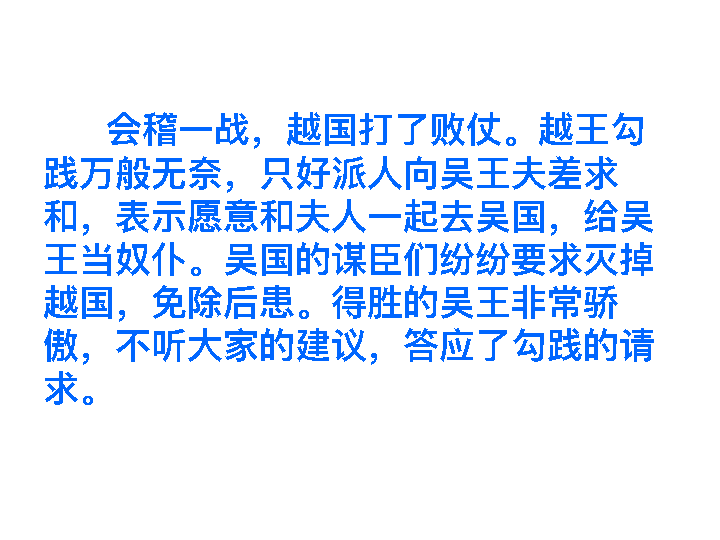 会稽一战，越国打了败仗。越王勾
践万般无奈，只好派人向吴王夫差求
和，表示愿意和夫人一起去吴国，给吴
王当奴仆。吴国的谋臣们纷纷要求灭掉
越国，免除后患。得胜的吴王非常骄
傲，不听大家的建议，答应了勾践的请
求。